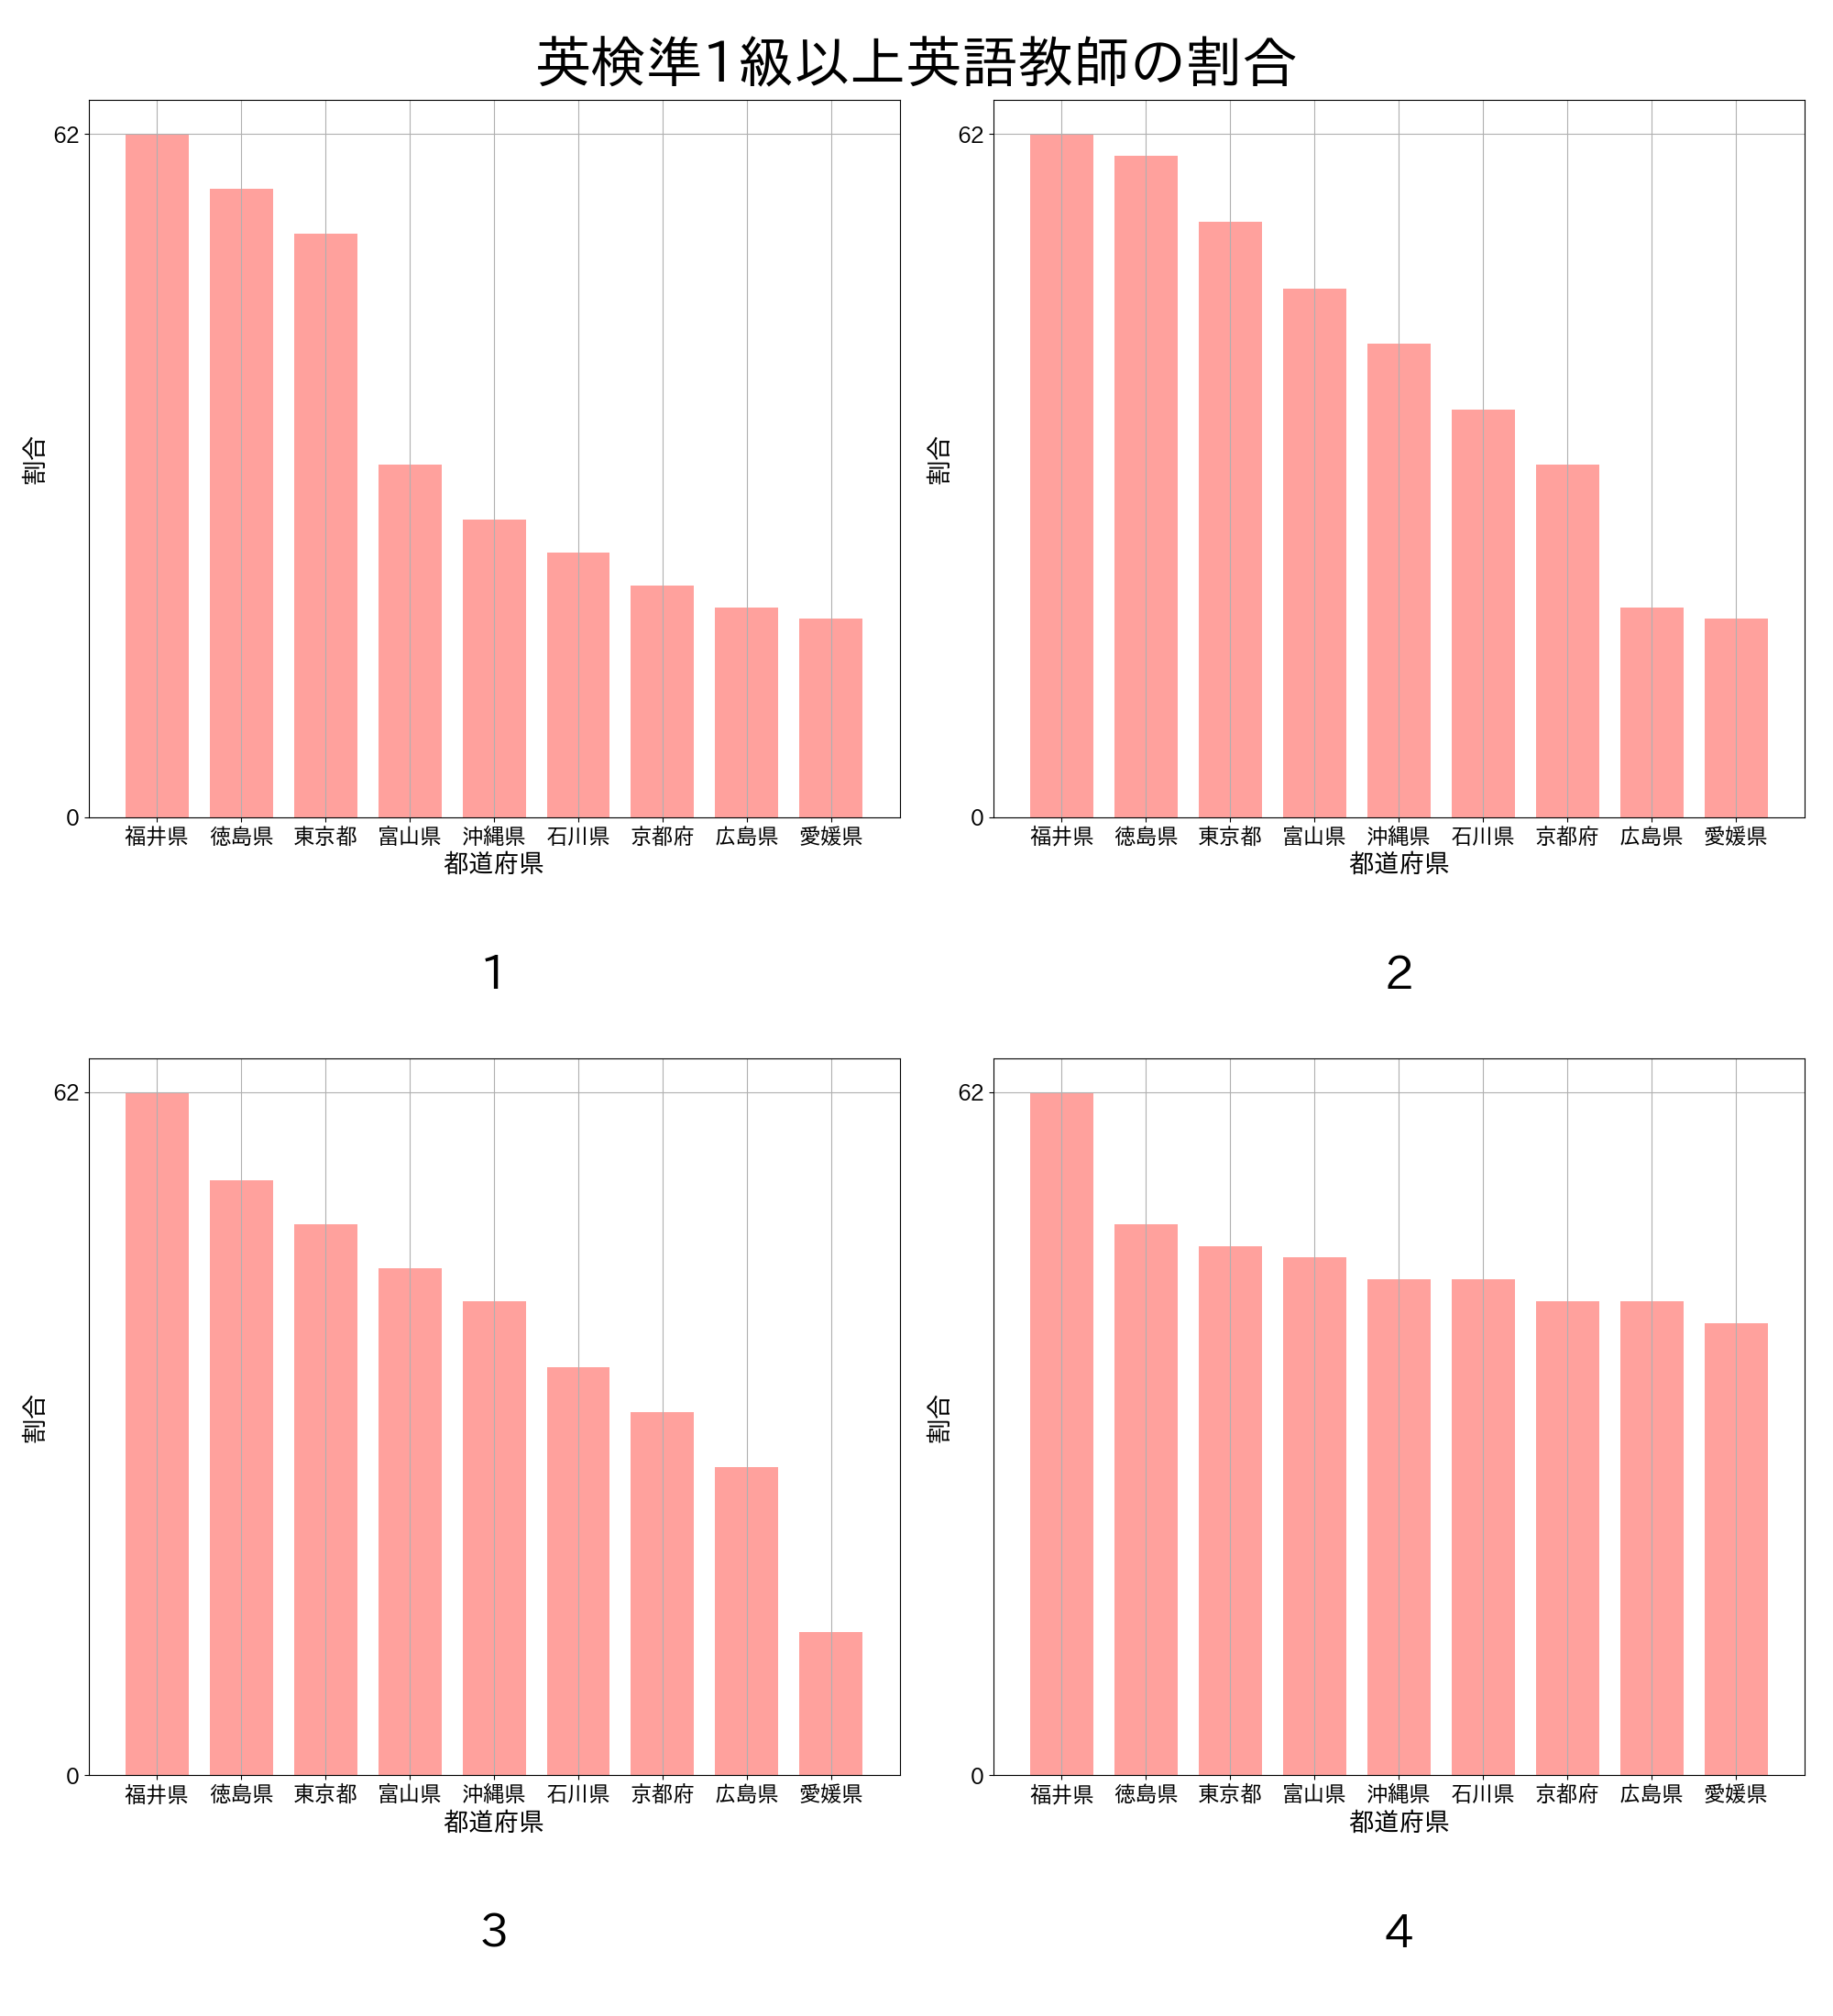 英検準1級以上英語教師の割合
62
0
割合
福井県 徳島県 東京都 富山県 沖縄県 石川県 京都府 広島県 愛媛県
都道府県
1
62
0
割合
福井県 徳島県 東京都 富山県 沖縄県 石川県 京都府 広島県 愛媛県
都道府県
2
62
0
割合
福井県 徳島県 東京都 富山県 沖縄県 石川県 京都府 広島県 愛媛県
都道府県
3
62
0
割合
福井県 徳島県 東京都 富山県 沖縄県 石川県 京都府 広島県 愛媛県
都道府県
4